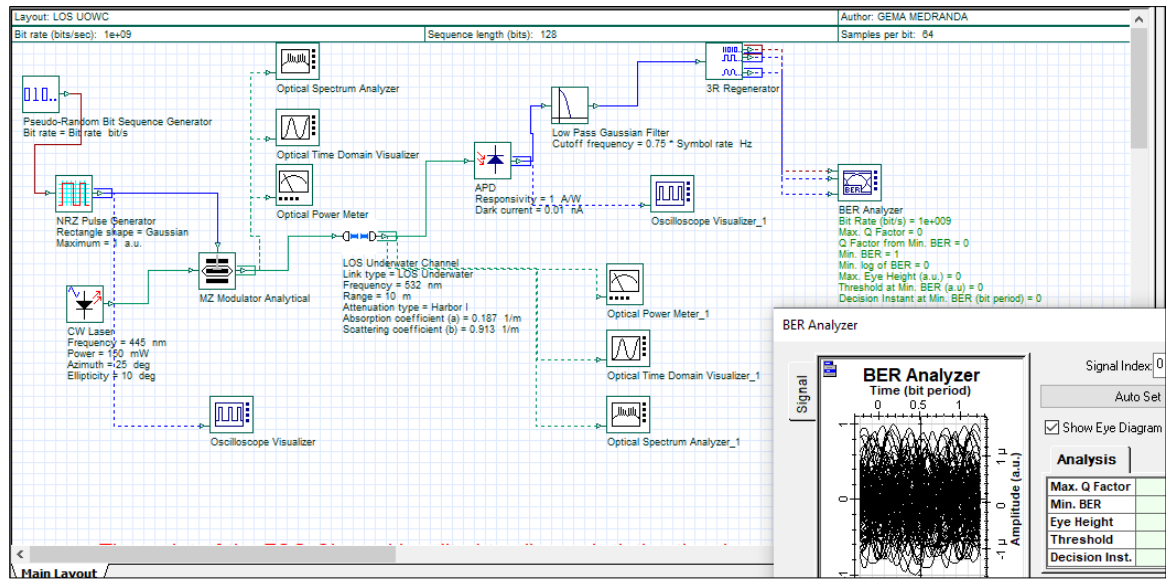 Layout: LOS UOWC
Author: GEMA MEDRANDA
Bit rate (bits/sec): 1e+09
Sequence length (bits): 128
Samples per bit: 64
Optical Spectrum Analyzer
3R Regenerator
Pseudo-Random Bit Sequence Generator
Bit rate = Bit rate bit/s
Low Pass Gaussian Filter
Cutoff frequency = 0.75 * Symbol rate Hz
Optical Time Domain Visualizer
APD
Responsivity = 1 A/W
Dark current = 0.01 nA
Optical Power Meter
Oscilloscope Visualizer_1
NRZ Pulse Generator
Rectangle shape = Gaussian
Maximum = 1 a.u.
BER
BER Analyzer
Bit Rate (bit/s) = 1e+009
Max. Q Factor = 0
Q Factor from Min. BER = 0
Min. BER = 1
Min. log of BER = 0
Max. Eye Height (a.u.) = 0
Threshold at Min. BER (a.u) = 0
Decision Instant at Min. BER (bit period) = 0
LOS Underwater Channel
Link type = LOS Underwater
Frequency = 532 nm
Range = 10 m
Attenuation type = Harbor I
Absorption coefficient (a) = 0.187 1/m
Scattering coefficient (b) = 0.913 1/m
MZ Modulator Analytical
Optical Power Meter_1
CW Laser
Frequency = 445 nm
Power = 150 mW
Azimuth = 25 deg
Ellipticity = 10 deg
Optical Time Domain Visualizer_1
Oscilloscope Visualizer
Optical Spectrum Analyzer_1
Main Layout
BER Analyzer
Signal
BER Analyzer
Time (bit period)
0 0.5 1
1
0
-1
1 µ
0
-1 µ
Amplitude (a.u.)
Signal Index: 0
Auto Set
Show Eye Diagram
Analysis
Max. Q Factor
Min. BER
Eye Height
Threshold
Decision Inst.